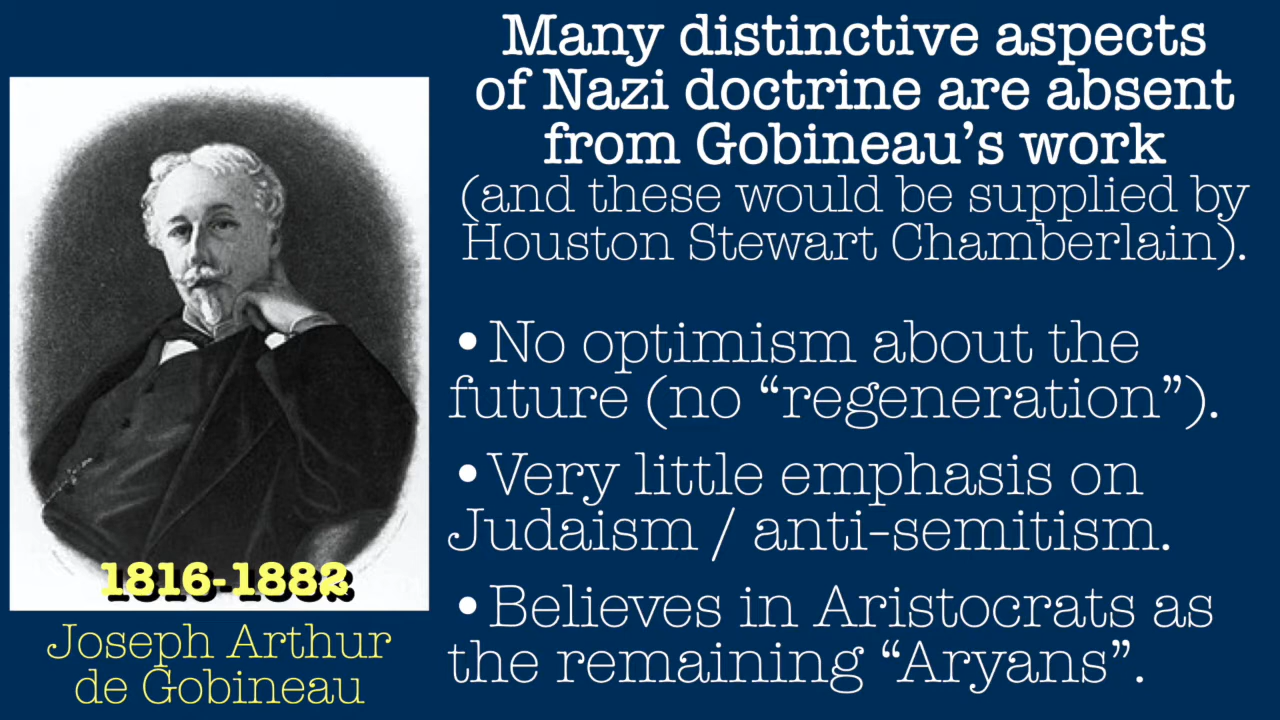 Many distinctive aspects
of Nazi doctrine are absent
from Gobineau's work
(and these would be supplied by
Houston Stewart Chamberlain).
•No optimism about the
future (no “regeneration”).
•Very little emphasis on
Judaism / anti-semitism.
•Believes in Aristocrats as
the remaining “Aryans”.
1816-1882
Joseph Arthur
de Gobineau